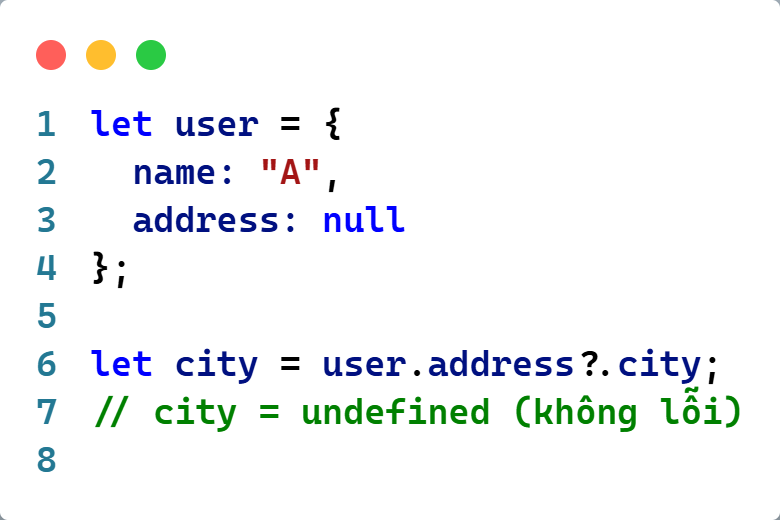 1 let user = {
2   name: "A",
3   address: null
4 };
5
6 let city = user.address?.city;
7 // city = undefined (không lỗi)
8